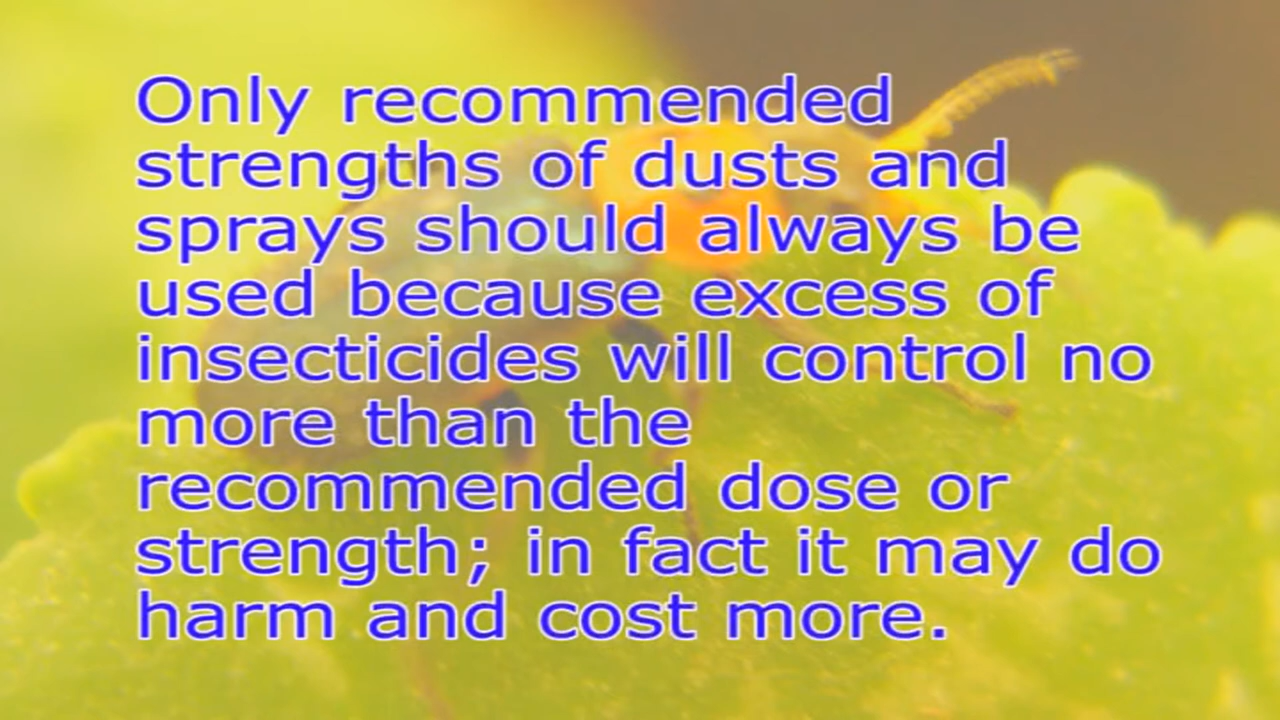 Only recommended
strengths of dusts and
sprays should always be
used because excess of
insecticides will control no
more than the
recommended dose or
strength; in fact it may do
harm and cost more.